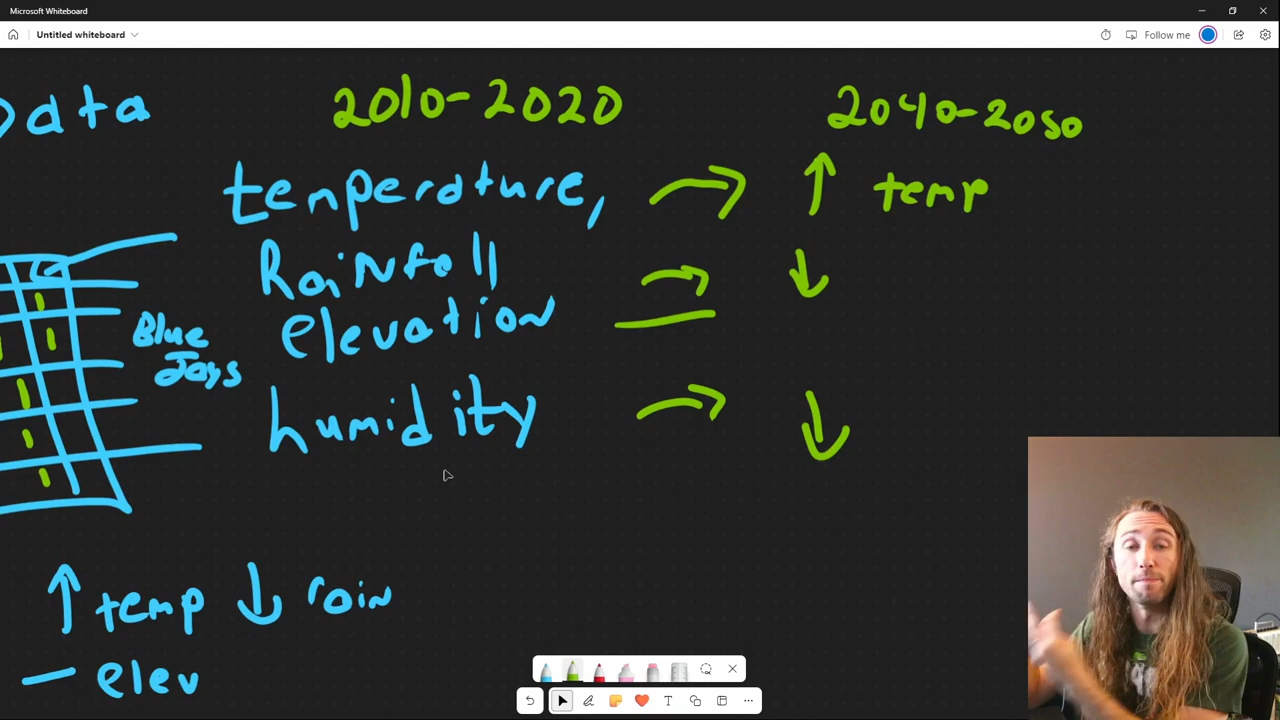 Microsoft Whiteboard
Untitled whiteboard
Follow me
Data
2010-2020
2040-2050
temperature,
↑ temp
Rainfall
↓
elevation
Blue
Jays
humidity
↓
↑ temp ↓ rain
— elev